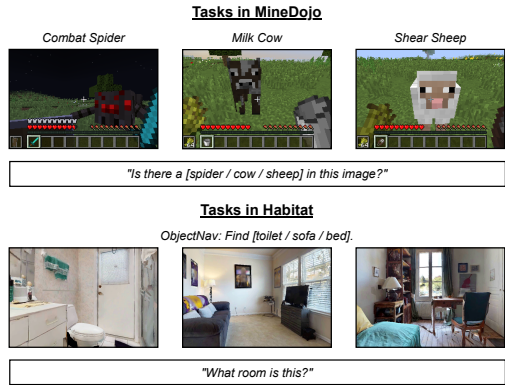 Tasks in MineDojo
Combat Spider
Milk Cow
Shear Sheep
"Is there a [spider / cow / sheep] in this image?"
Tasks in Habitat
ObjectNav: Find [toilet / sofa / bed].
"What room is this?"